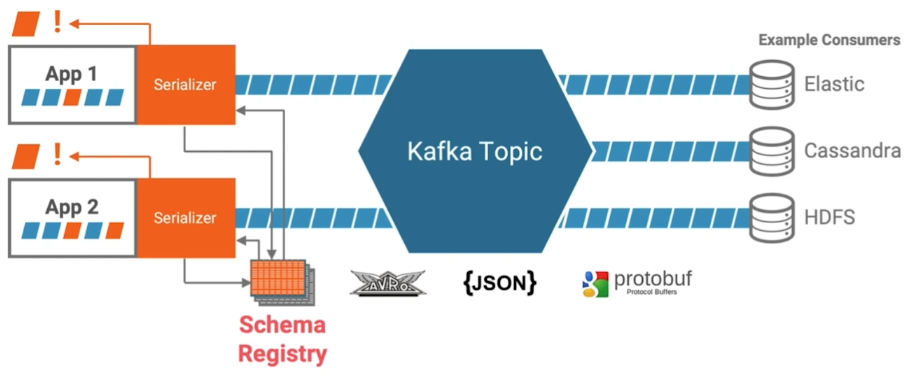 !
App 1
Serializer
!
App 2
Serializer
Schema
Registry
Kafka Topic
AVRO
{JSON}
protobuf
Protocol Buffers
Example Consumers
Elastic
Cassandra
HDFS